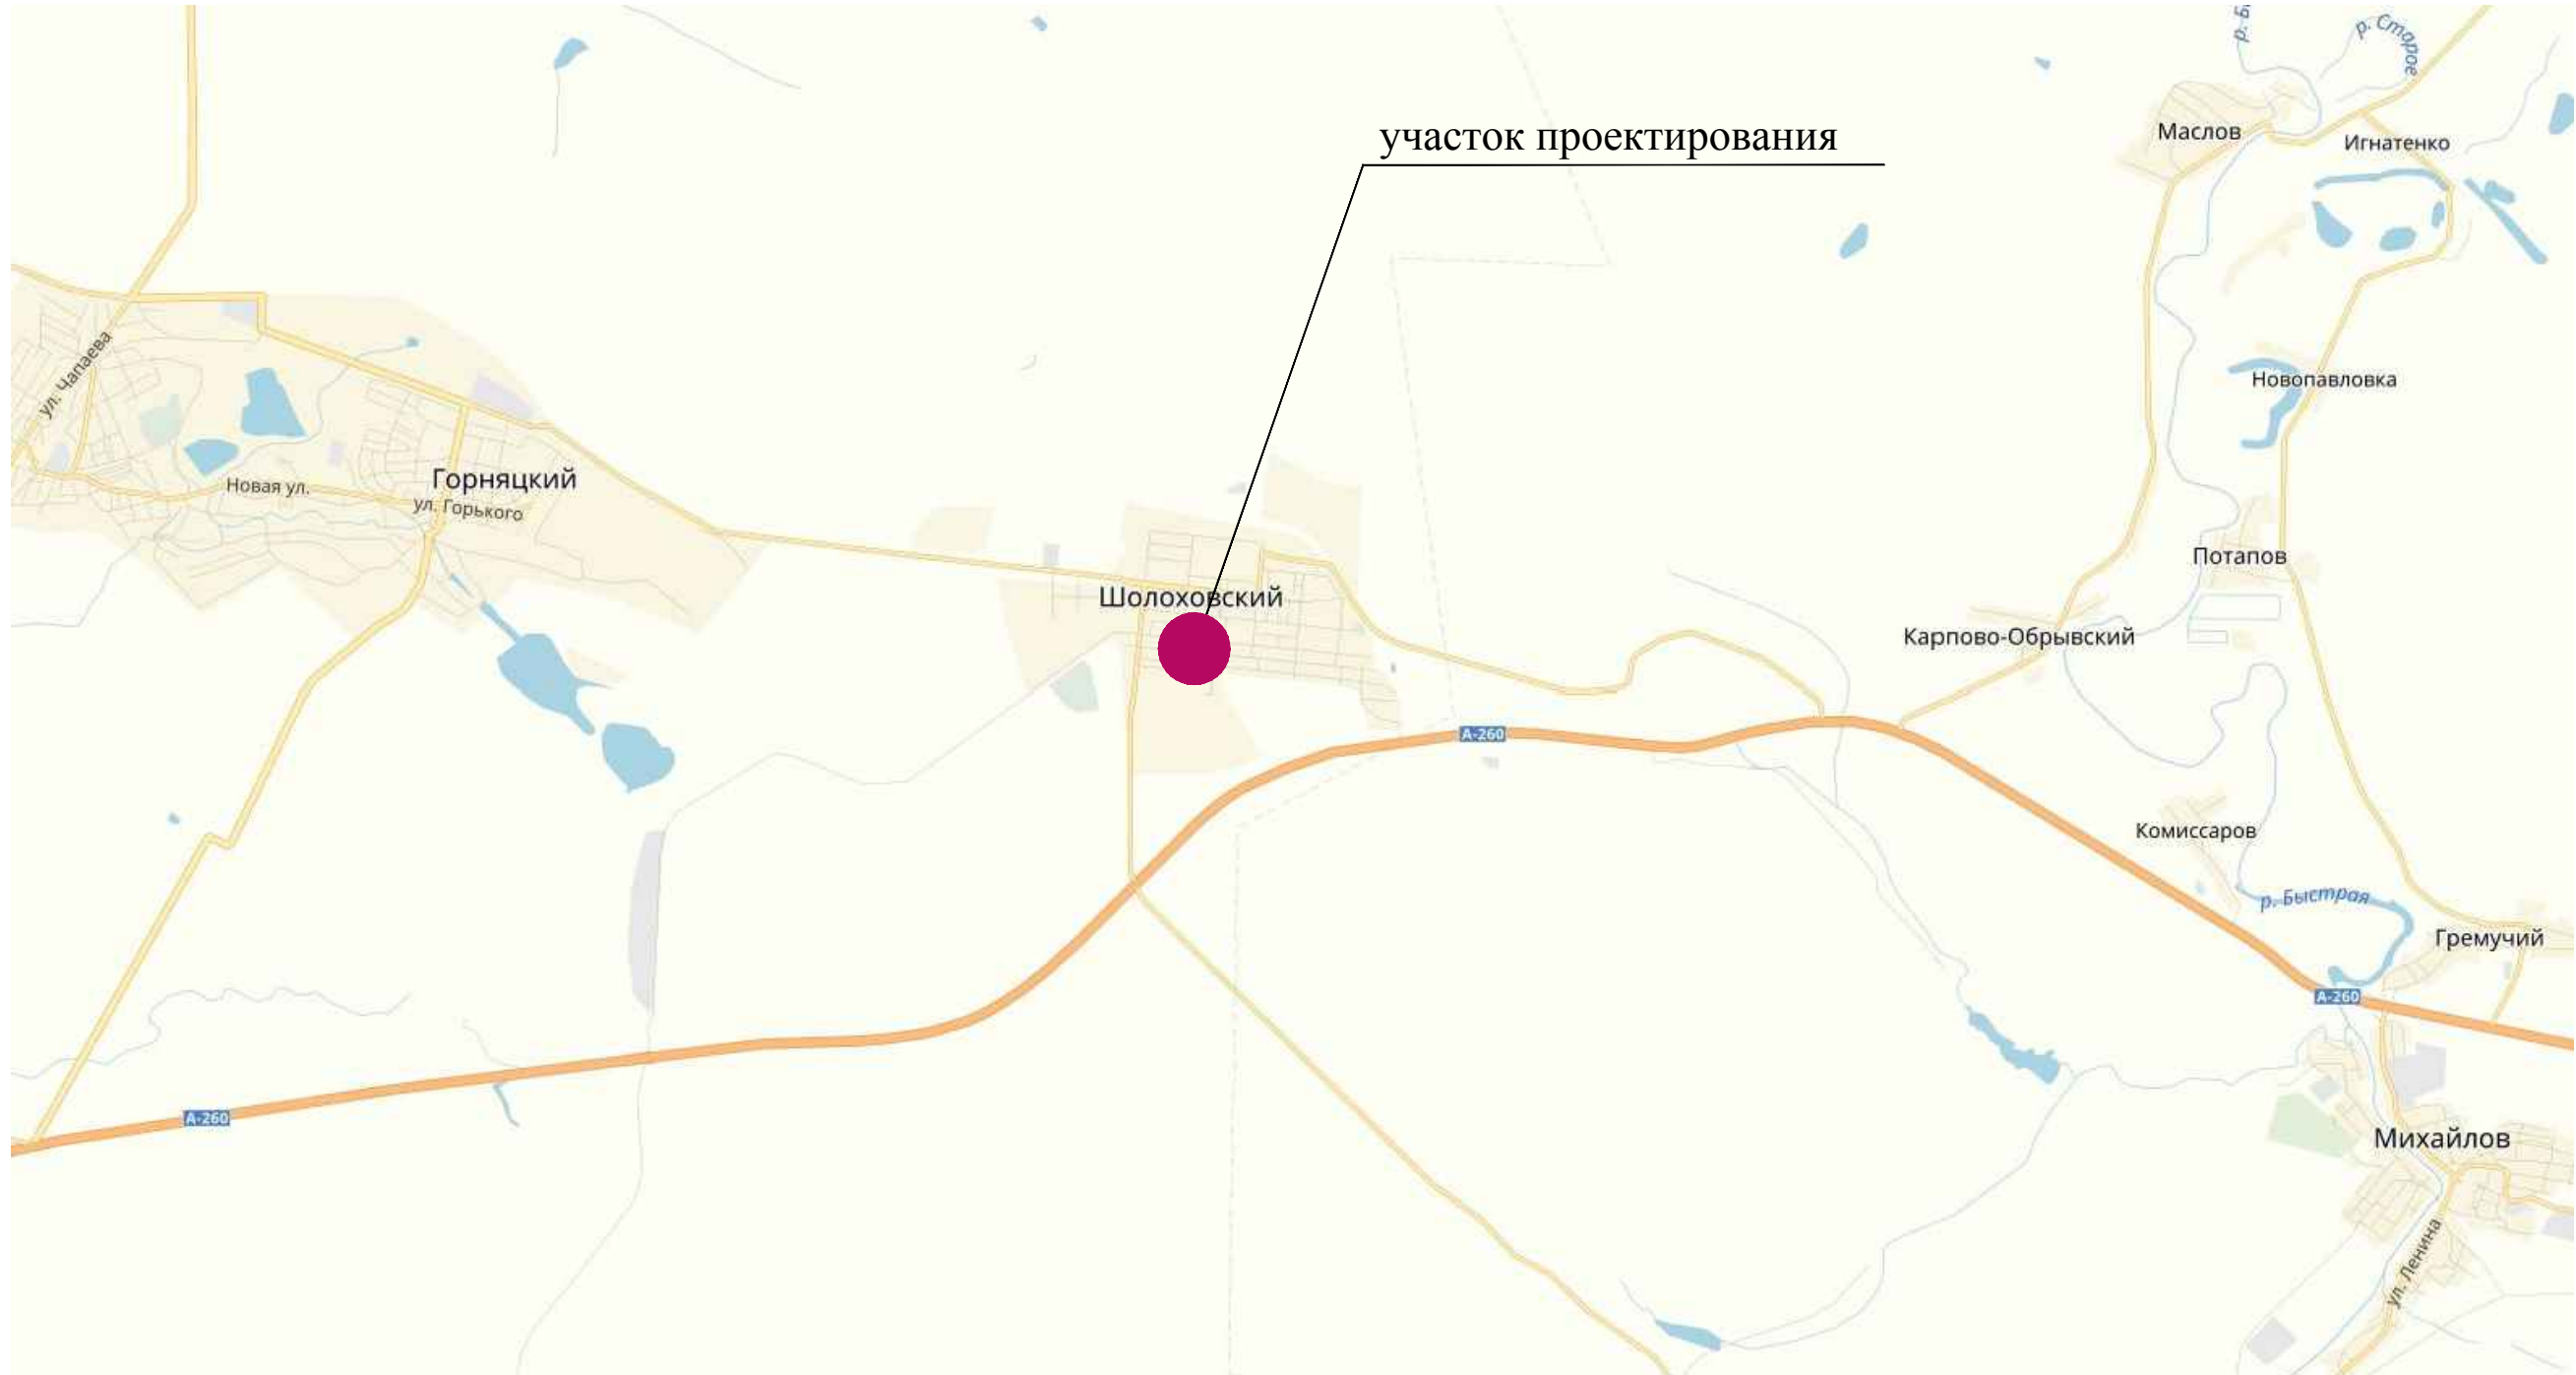 р. Б
р. Старое
участок проектирования
Маслов
Игнатенко
ул. Чапаева
Новопавловка
Горняцкий
Новая ул.
ул. Горького
Потапов
Шолоховский
Карпово-Обрывский
А-260
Комиссаров
р. Быстрая
Гремучий
А-260
А-260
Михайлов
ул. Ленина